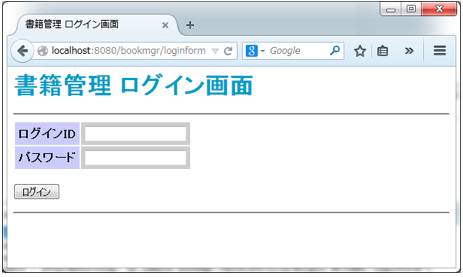 書籍管理 ログイン画面
localhost:8080/bookmgr/loginform
Google
書籍管理 ログイン画面
ログインID
パスワード
ログイン